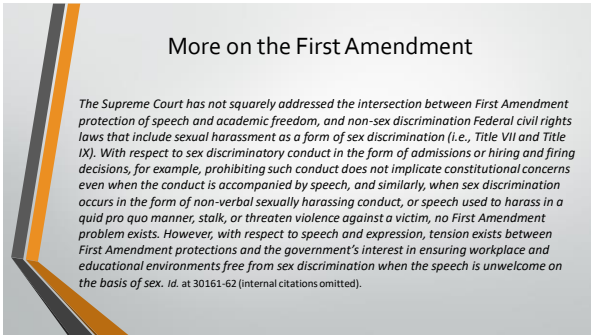 More on the First Amendment
The Supreme Court has not squarely addressed the intersection between First Amendment
protection of speech and academic freedom, and non-sex discrimination Federal civil rights
laws that include sexual harassment as a form of sex discrimination (i.e., Title VII and Title
IX). With respect to sex discriminatory conduct in the form of admissions or hiring and firing
decisions, for example, prohibiting such conduct does not implicate constitutional concerns
even when the conduct is accompanied by speech, and similarly, when sex discrimination
occurs in the form of non-verbal sexually harassing conduct, or speech used to harass in a
quid pro quo manner, stalk, or threaten violence against a victim, no First Amendment
problem exists. However, with respect to speech and expression, tension exists between
First Amendment protections and the government's interest in ensuring workplace and
educational environments free from sex discrimination when the speech is unwelcome on
the basis of sex. Id. at 30161-62 (internal citations omitted).